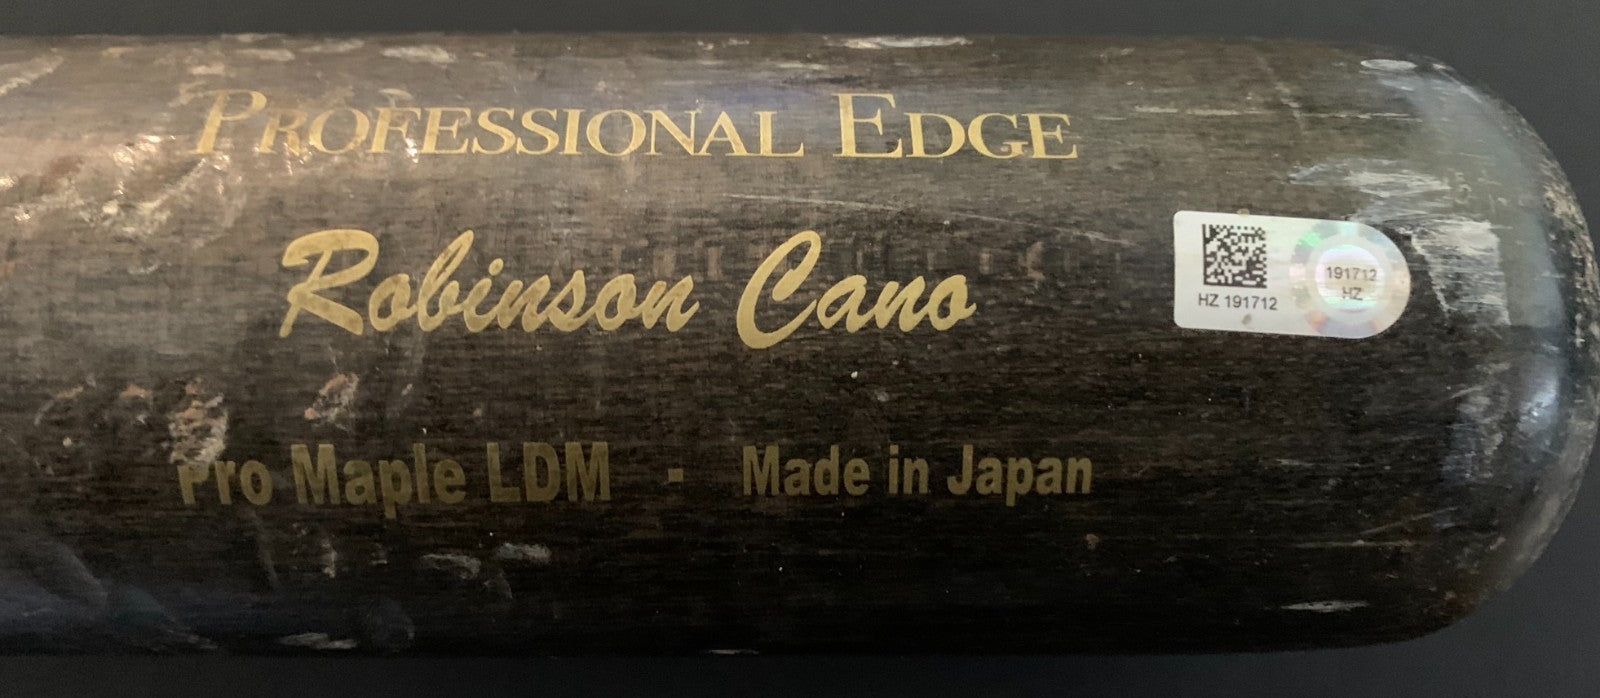 PROFESSIONAL EDGE
Robinson Cano
HZ 191712
191712
HZ
Pro Maple LDM · Made in Japan